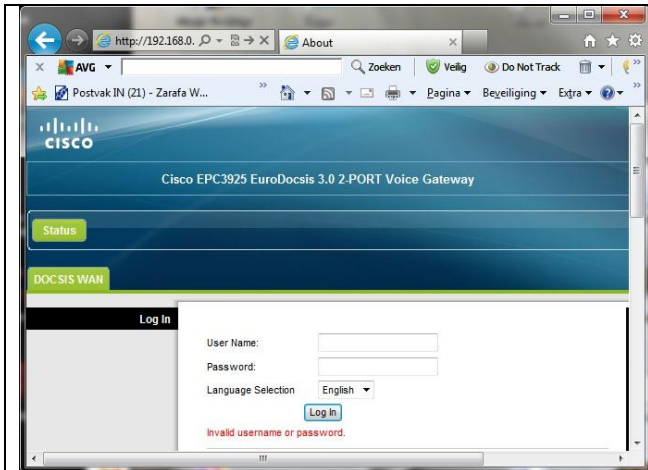 http://192.168.0.
About
AVG
Zoeken
Veilig
Do Not Track
Postvak IN (21) - Zarafa W...
Pagina
Beveiliging
Extra
CISCO
Cisco EPC3925 EuroDocsis 3.0 2-PORT Voice Gateway
Status
DOCSIS WAN
Log In
User Name:
Password:
Language Selection English
Log In
Invalid username or password.